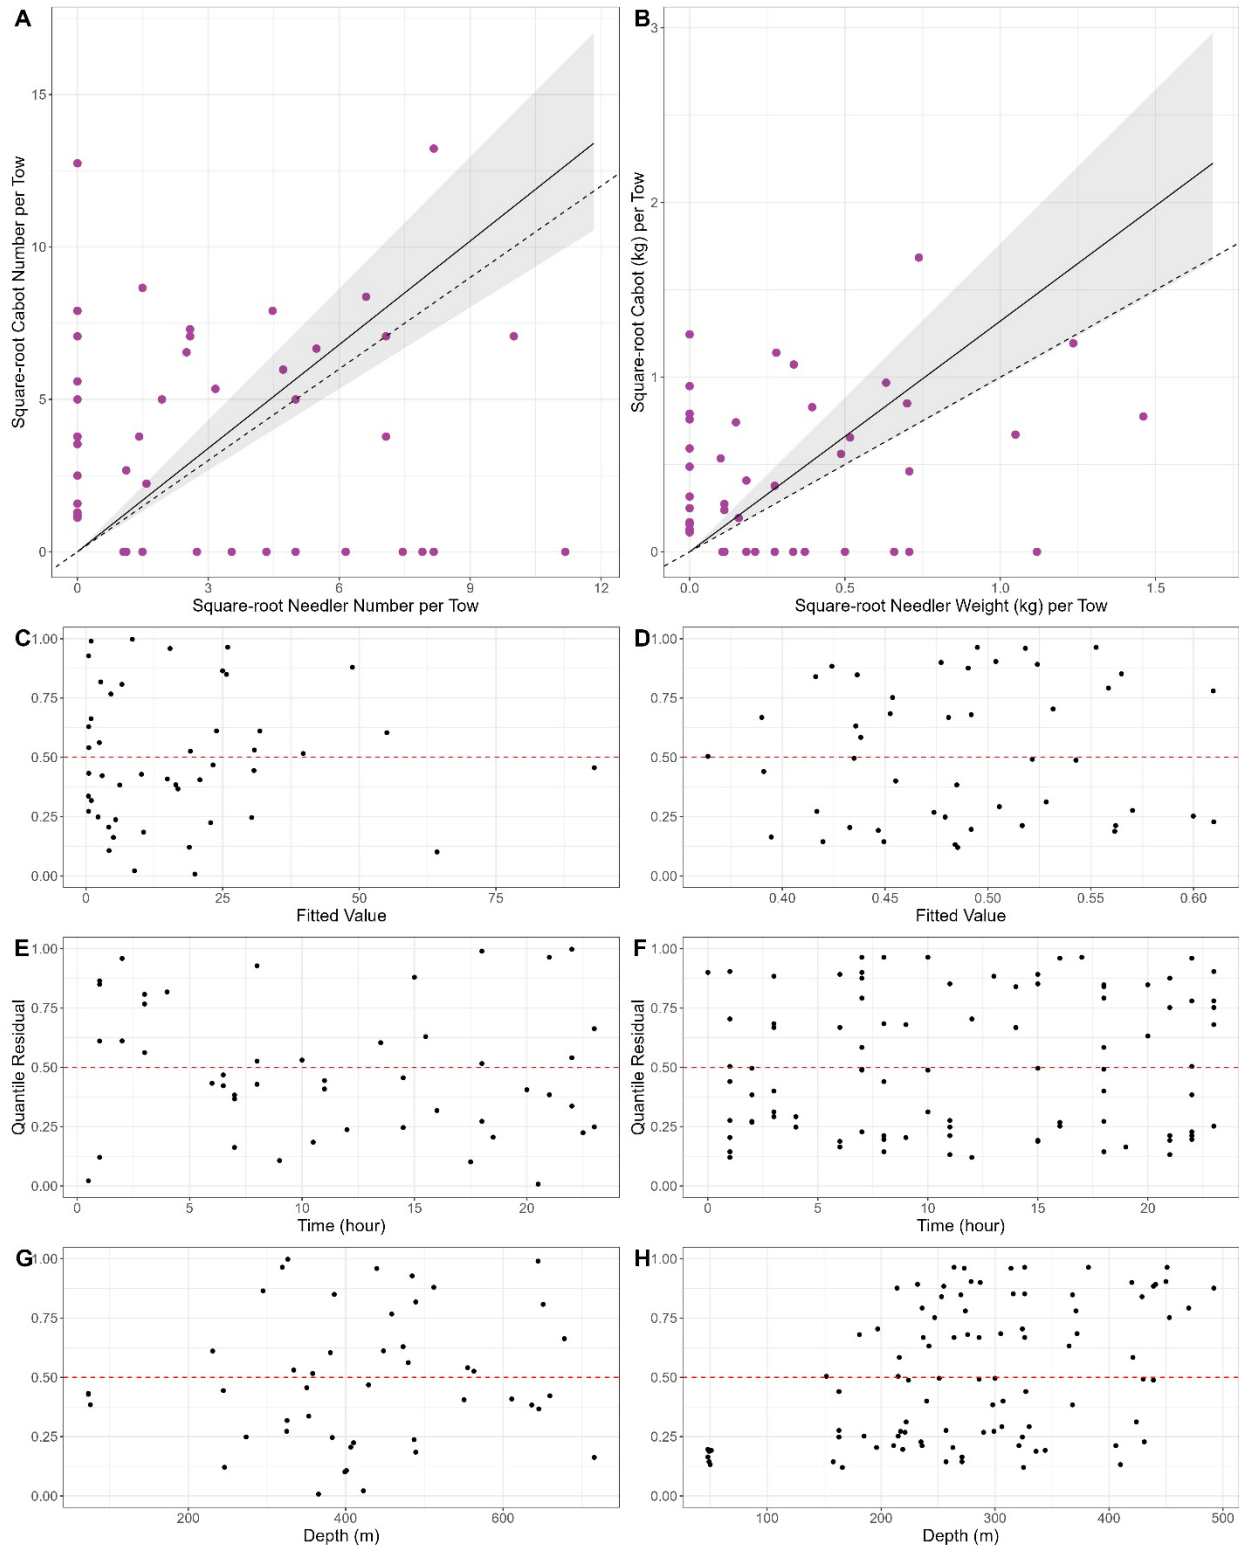 A
B
15
10
5
0
Square-root Cabot Number per Tow
0 3 6 9 12
Square-root Needler Number per Tow
3
2
1
0
Square-root Cabot (kg) per Tow
0.0 0.5 1.0 1.5
Square-root Needler Weight (kg) per Tow
C
1.00
0.75
0.50
0.25
0.00
0 25 50 75
Fitted Value
D
1.00
0.75
0.50
0.25
0.00
0.40 0.45 0.50 0.55 0.60
Fitted Value
E
1.00
0.75
0.50
0.25
0.00
Quantile Residual
0 5 10 15 20
Time (hour)
F
1.00
0.75
0.50
0.25
0.00
Quantile Residual
0 5 10 15 20
Time (hour)
G
1.00
0.75
0.50
0.25
0.00
200 400 600
Depth (m)
H
1.00
0.75
0.50
0.25
0.00
100 200 300 400 500
Depth (m)